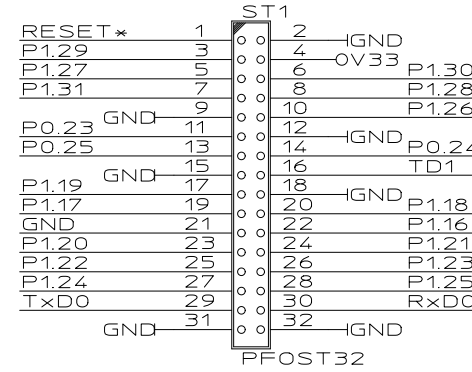 ST1
RESET* 1 2 GND
P1.29 3 4 0V33
P1.27 5 6 P1.30
P1.31 7 8 P1.28
GND 9 10 P1.26
P0.23 11 12 GND
P0.25 13 14 P0.24
GND 15 16 TD1
P1.19 17 18 GND
P1.17 19 20 P1.18
GND 21 22 P1.16
P1.20 23 24 P1.21
P1.22 25 26 P1.23
P1.24 27 28 P1.25
TxD0 29 30 RxD0
GND 31 32 GND
PFOST32